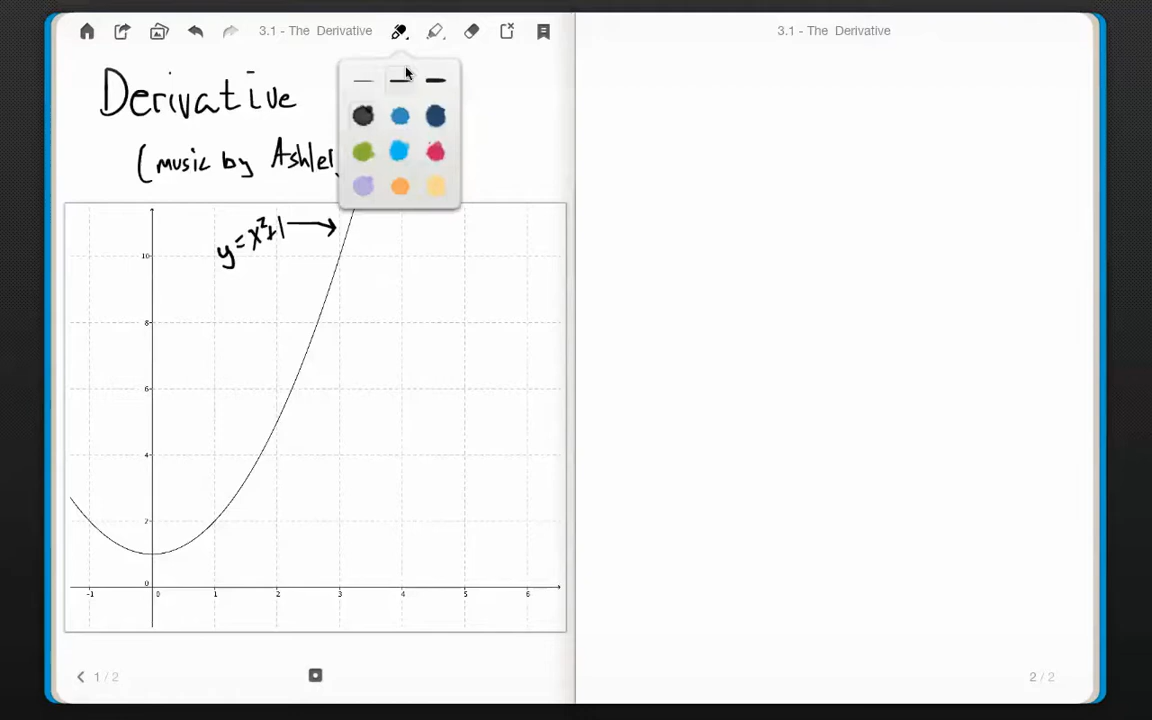 3.1 - The Derivative
3.1 - The Derivative
Derivative
(music by Ashley
y = x²+1
10
8
6
4
2
0
-1 0 1 2 3 4 5 6
1 / 2
2 / 2